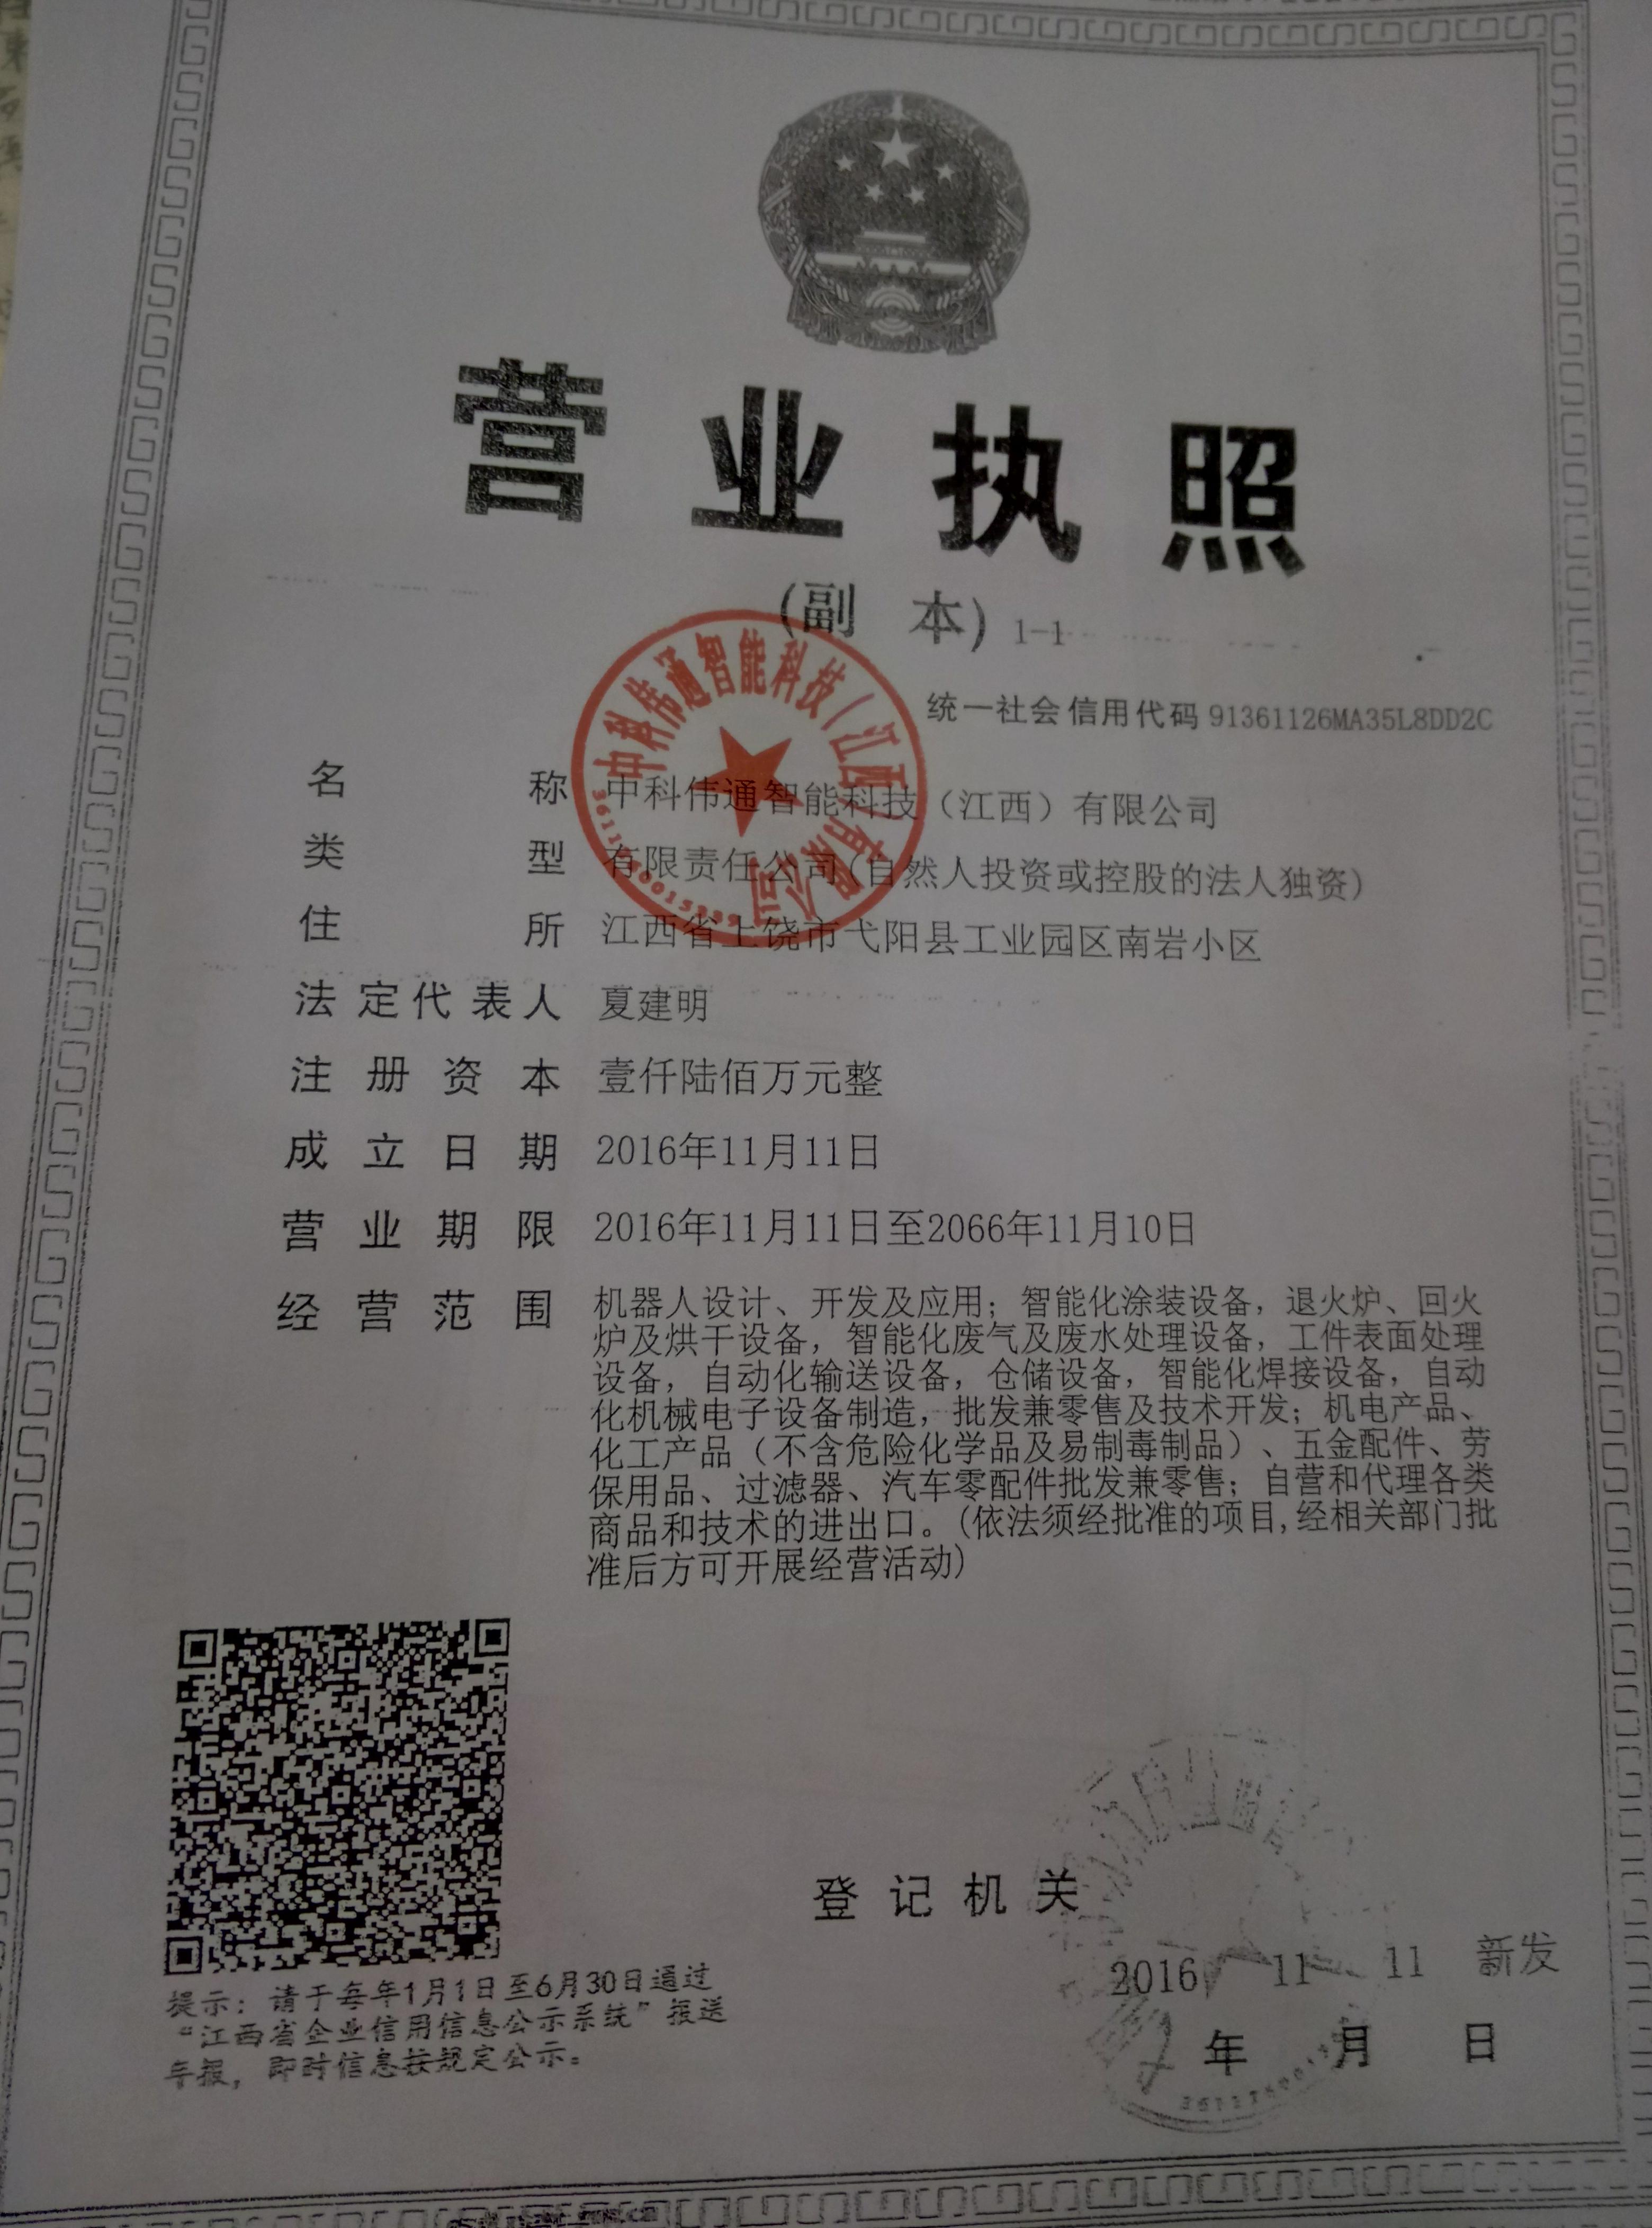 营业执照
(副 本) 1-1
统一社会信用代码 91361126MA35L8DD2C
名 称 中科伟通智能科技（江西）有限公司
类 型 有限责任公司(自然人投资或控股的法人独资)
住 所 江西省上饶市弋阳县工业园区南岩小区
法定代表人 夏建明
注册资本 壹仟陆佰万元整
成立日期 2016年11月11日
营业期限 2016年11月11日至2066年11月10日
经营范围 机器人设计、开发及应用；智能化涂装设备，退火炉、回火
炉及烘干设备，智能化废气及废水处理设备，工件表面处理
设备，自动化输送设备，仓储设备，智能化焊接设备，自动
化机械电子设备制造，批发兼零售及技术开发；机电产品、
化工产品（不含危险化学品及易制毒制品）、五金配件、劳
保用品、过滤器、汽车零配件批发兼零售；自营和代理各类
商品和技术的进出口。(依法须经批准的项目,经相关部门批
准后方可开展经营活动)
中科伟通智能科技(江西)有限公司
登记机关
2016 11 11 新发
年 月 日
提示：请于每年1月1日至6月30日通过
“江西省企业信用信息公示系统”报送
年报，即时信息按规定公示。